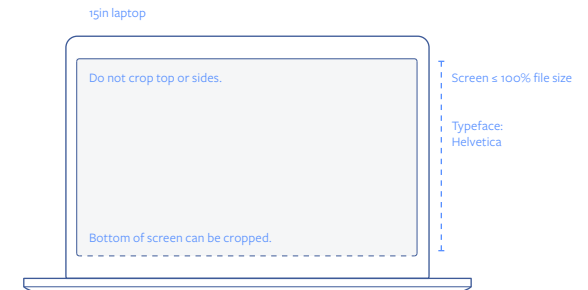 15in laptop
Do not crop top or sides.
Screen ≤ 100% file size
Typeface:
Helvetica
Bottom of screen can be cropped.